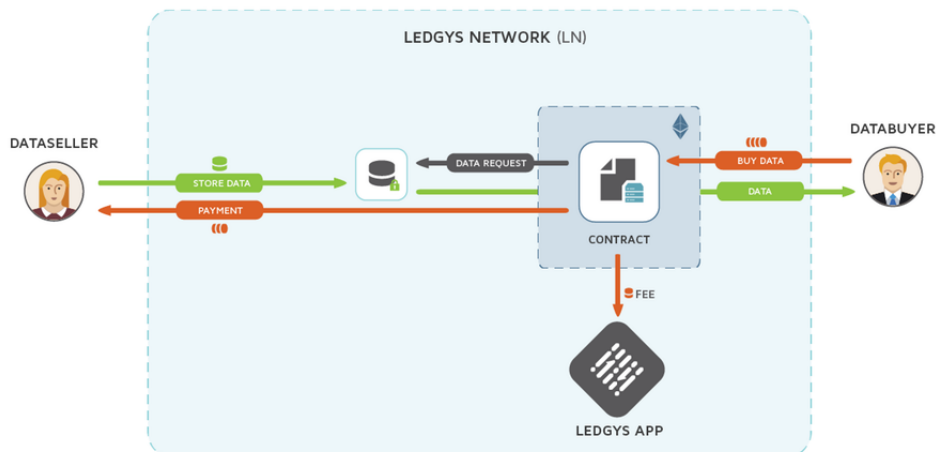 LEDGYS NETWORK (LN)
DATASELLER
DATABUYER
STORE DATA
DATA REQUEST
BUY DATA
DATA
PAYMENT
CONTRACT
FEE
LEDGYS APP